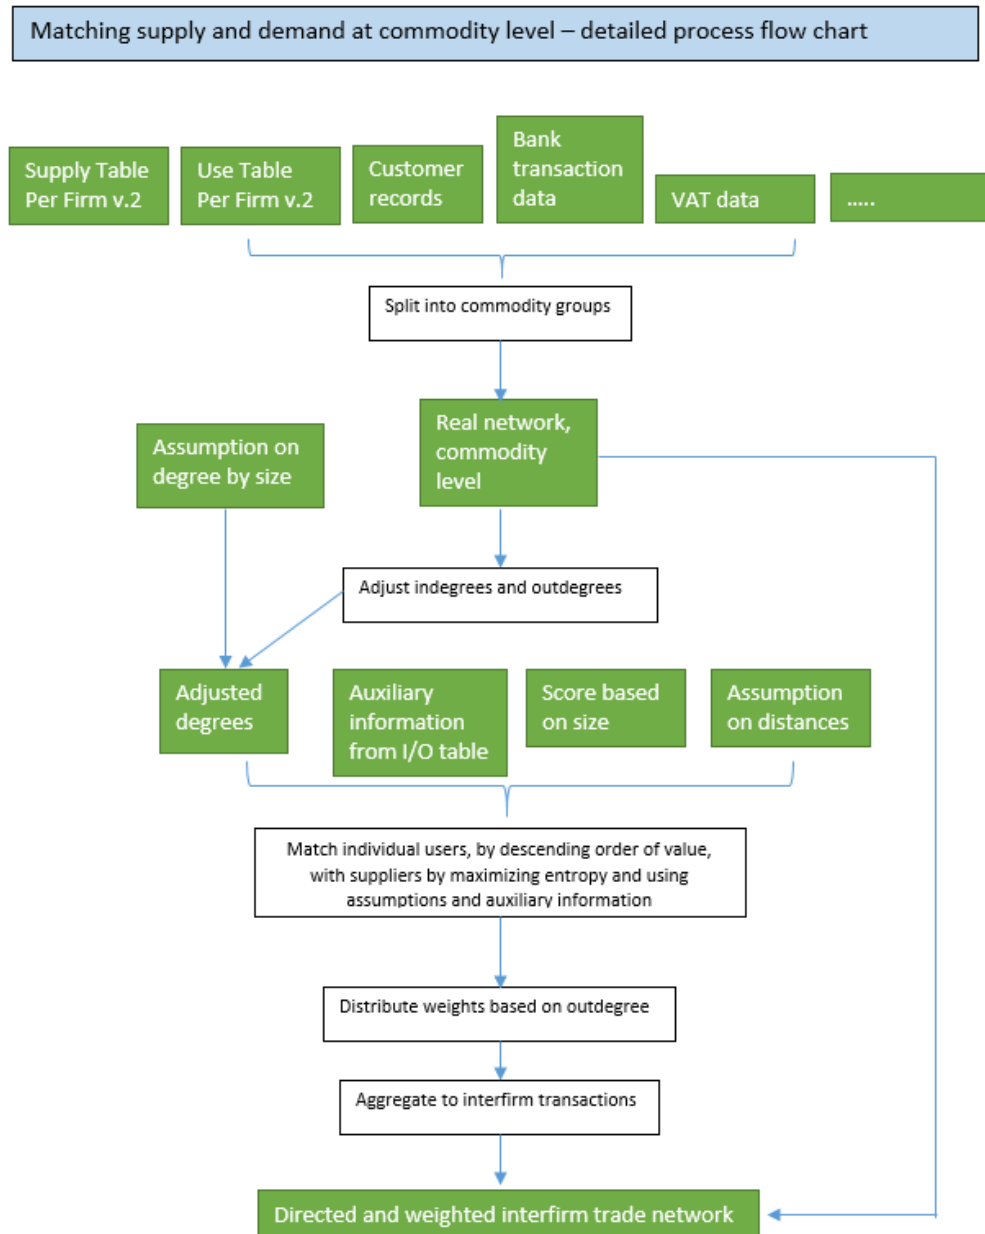 Matching supply and demand at commodity level – detailed process flow chart
Supply Table
Per Firm v.2
Use Table
Per Firm v.2
Customer
records
Bank
transaction
data
VAT data
.....
Split into commodity groups
Assumption on
degree by size
Real network,
commodity
level
Adjust indegrees and outdegrees
Adjusted
degrees
Auxiliary
information
from I/O table
Score based
on size
Assumption
on distances
Match individual users, by descending order of value,
with suppliers by maximizing entropy and using
assumptions and auxiliary information
Distribute weights based on outdegree
Aggregate to interfirm transactions
Directed and weighted interfirm trade network